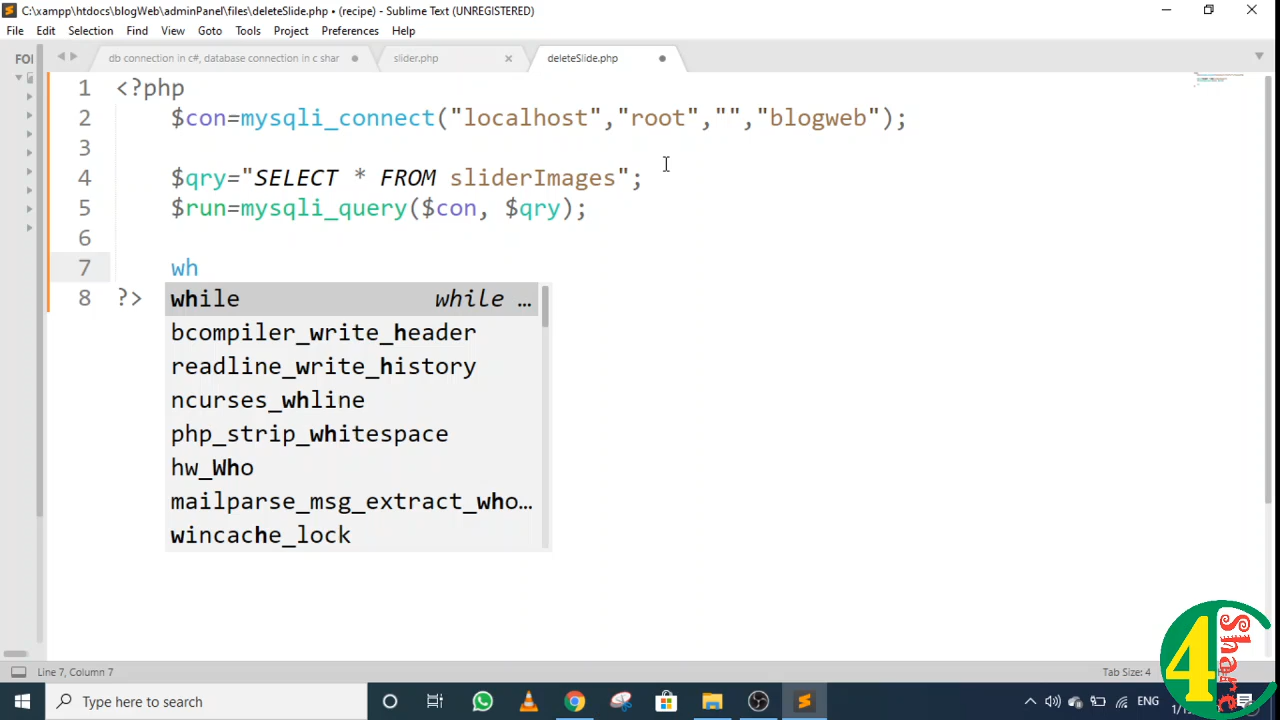 C:\xampp\htdocs\blogWeb\adminPanel\files\deleteSlide.php • (recipe) - Sublime Text (UNREGISTERED)
File Edit Selection Find View Goto Tools Project Preferences Help
FO
db connection in c#, database connection in c shar
slider.php
deleteSlide.php
1 <?php
2 $con=mysqli_connect("localhost","root","","blogweb");
3
4 $qry="SELECT * FROM sliderImages";
5 $run=mysqli_query($con, $qry);
6
7 wh
8 ?>
while while …
bcompiler_write_header
readline_write_history
ncurses_whline
php_strip_whitespace
hw_Who
mailparse_msg_extract_who…
wincache_lock
Line 7, Column 7
Tab Size: 4
4 Share
Type here to search
ENG